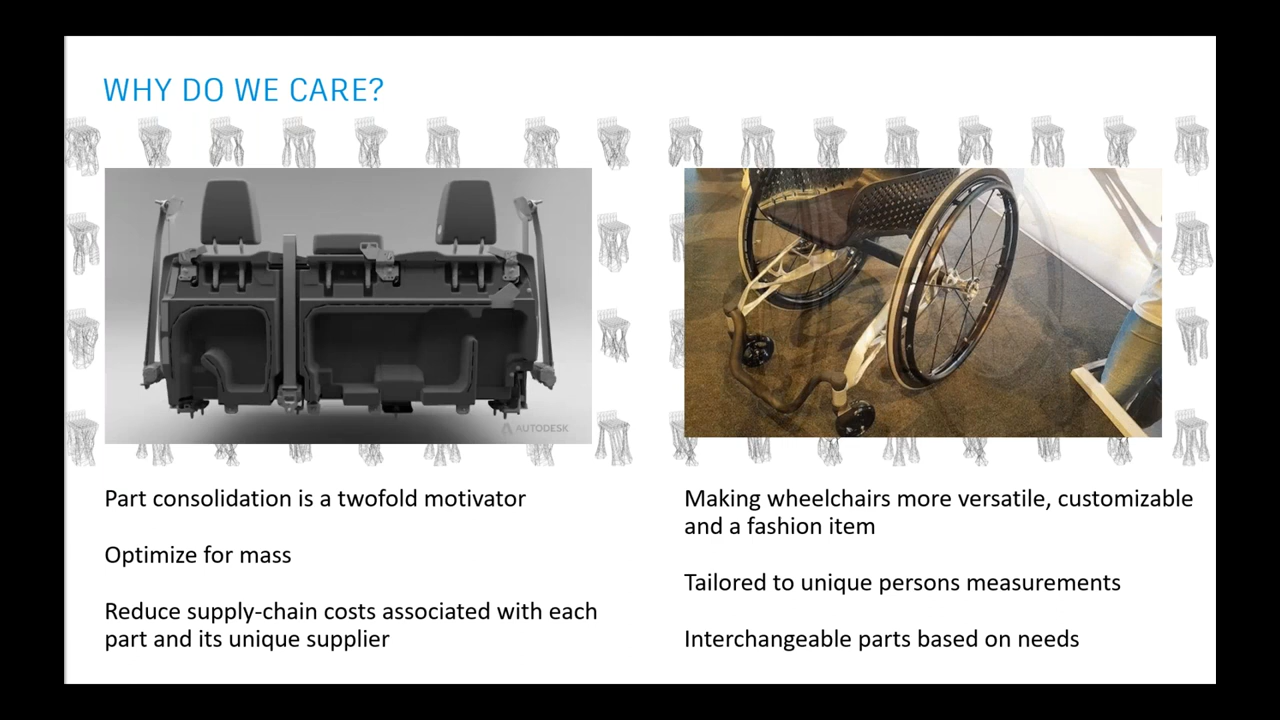 WHY DO WE CARE?
AUTODESK
Part consolidation is a twofold motivator
Optimize for mass
Reduce supply-chain costs associated with each
part and its unique supplier
Making wheelchairs more versatile, customizable
and a fashion item
Tailored to unique persons measurements
Interchangeable parts based on needs